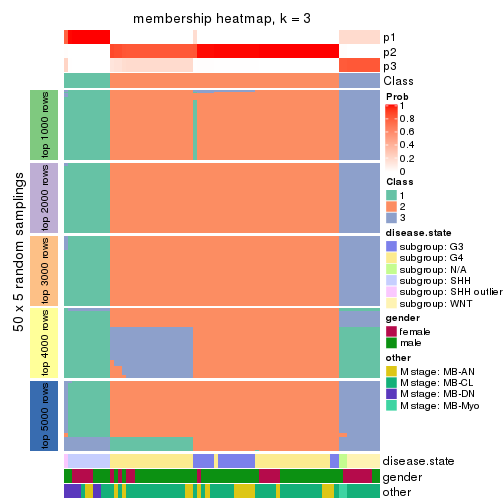 membership heatmap, k = 3
p1
p2
p3
Class
50 x 5 random samplings
top 1000 rows
top 2000 rows
top 3000 rows
top 4000 rows
top 5000 rows
disease.state
gender
other
Prob
1
0.8
0.6
0.4
0.2
0
Class
1
2
3
disease.state
subgroup: G3
subgroup: G4
subgroup: N/A
subgroup: SHH
subgroup: SHH outlier
subgroup: WNT
gender
female
male
other
M stage: MB-AN
M stage: MB-CL
M stage: MB-DN
M stage: MB-Myo